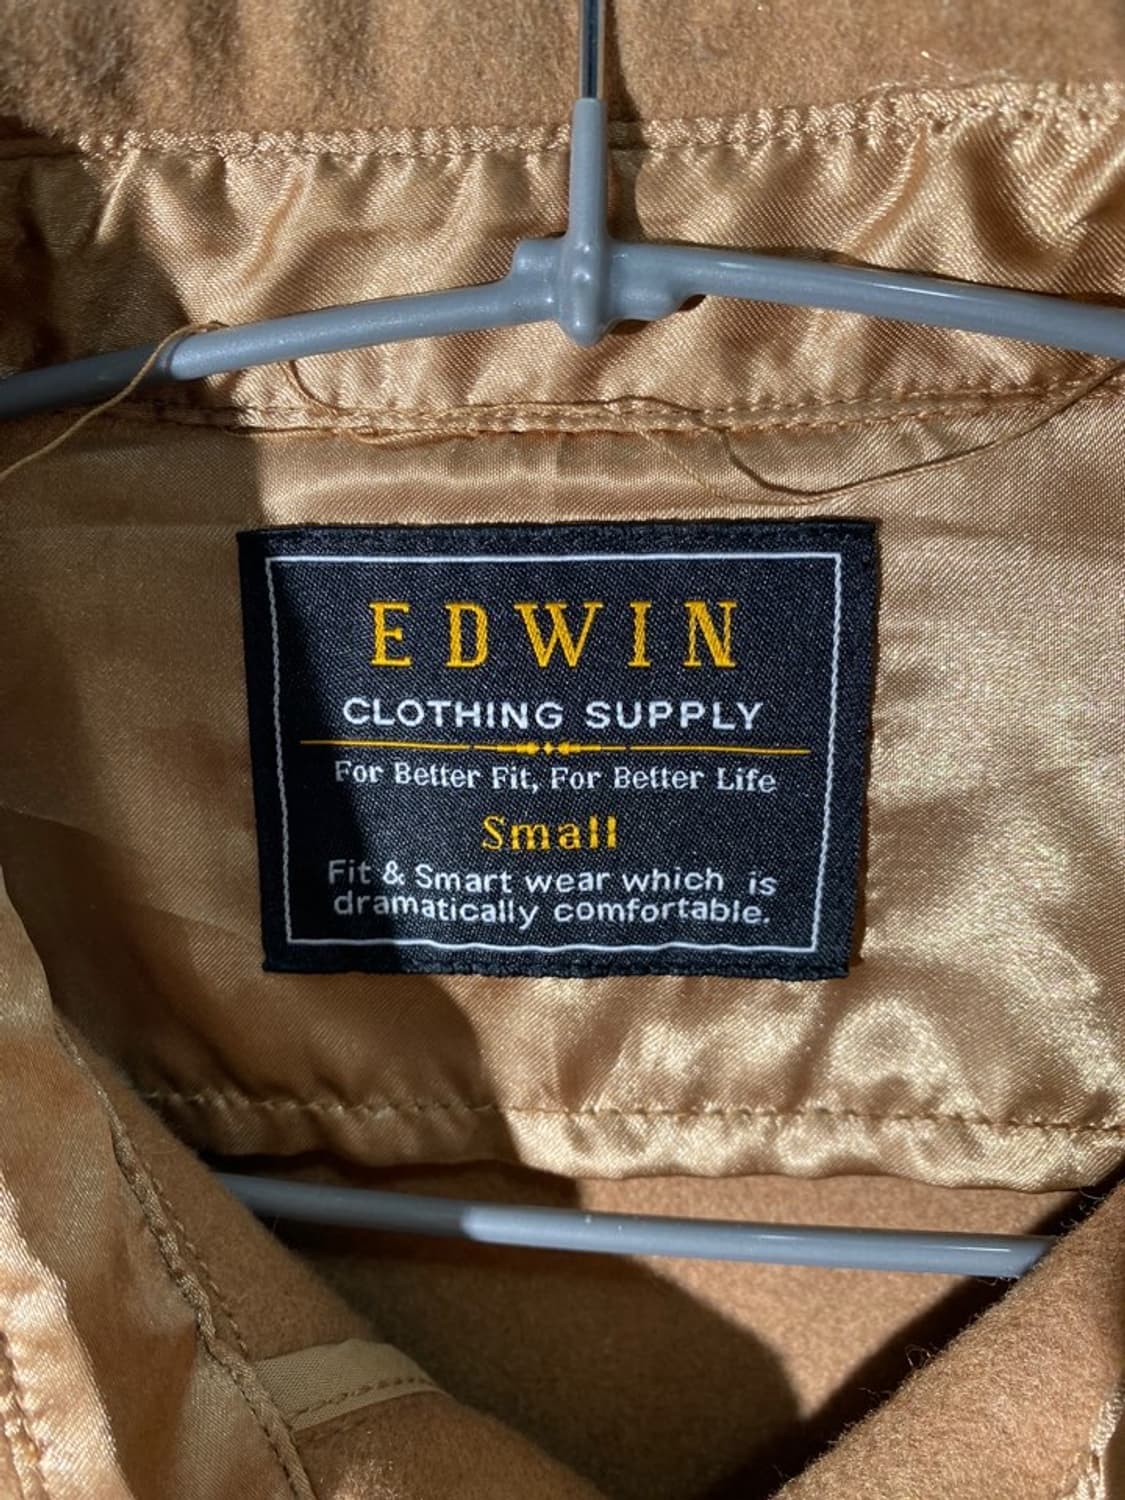 EDWIN
CLOTHING SUPPLY
For Better Fit, For Better Life
Small
Fit & Smart wear which is
dramatically comfortable.